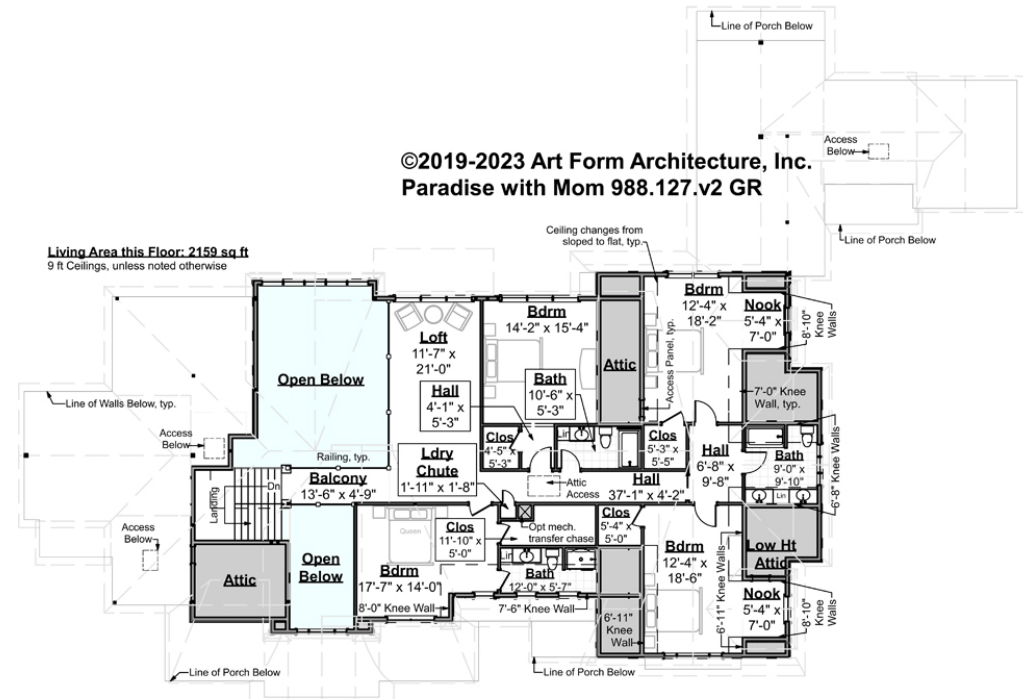 Line of Porch Below
Access
Below
©2019-2023 Art Form Architecture, Inc.
Paradise with Mom 988.127.v2 GR
Line of Porch Below
Ceiling changes from
sloped to flat, typ.
Living Area this Floor: 2159 sq ft
9 ft Ceilings, unless noted otherwise
Bdrm
12'-4" x
18'-2"
Nook
5'-4" x
7'-0"
8'-10"
Knee
Walls
Bdrm
14'-2" x 15'-4"
Loft
11'-7" x
21'-0"
Access Panel, typ.
Attic
Open Below
Bath
10'-6" x
5'-3"
Hall
4'-1" x
5'-3"
7'-0" Knee
Wall, typ.
Line of Walls Below, typ.
Access
Below
Railing, typ.
Clos
4'-5" x
5'-3"
Lin
Clos
5'-3" x
5'-5"
Hall
6'-8" x
9'-8"
Bath
9'-0" x
9'-10"
Lin
6'-8" Knee Walls
Ldry
Chute
1'-11" x 1'-8"
Balcony
13'-6" x 4'-9"
Dn
Landing
Attic
Access
Hall
37'-1" x 4'-2"
Access
Below
Clos
11'-10" x
5'-0"
Opt mech.
transfer chase
Clos
5'-4" x
5'-0"
Queen
Open
Below
Attic
Bdrm
17'-7" x 14'-0"
Lin
Bath
12'-0" x 5'-7"
Bdrm
12'-4" x
18'-6"
Low Ht
Attic
Nook
5'-4" x
7'-0"
8'-10"
Knee
Walls
8'-0" Knee Wall
7'-6" Knee Wall
6'-11"
Knee
Wall
6'-11" Knee Walls
Line of Porch Below
Line of Porch Below